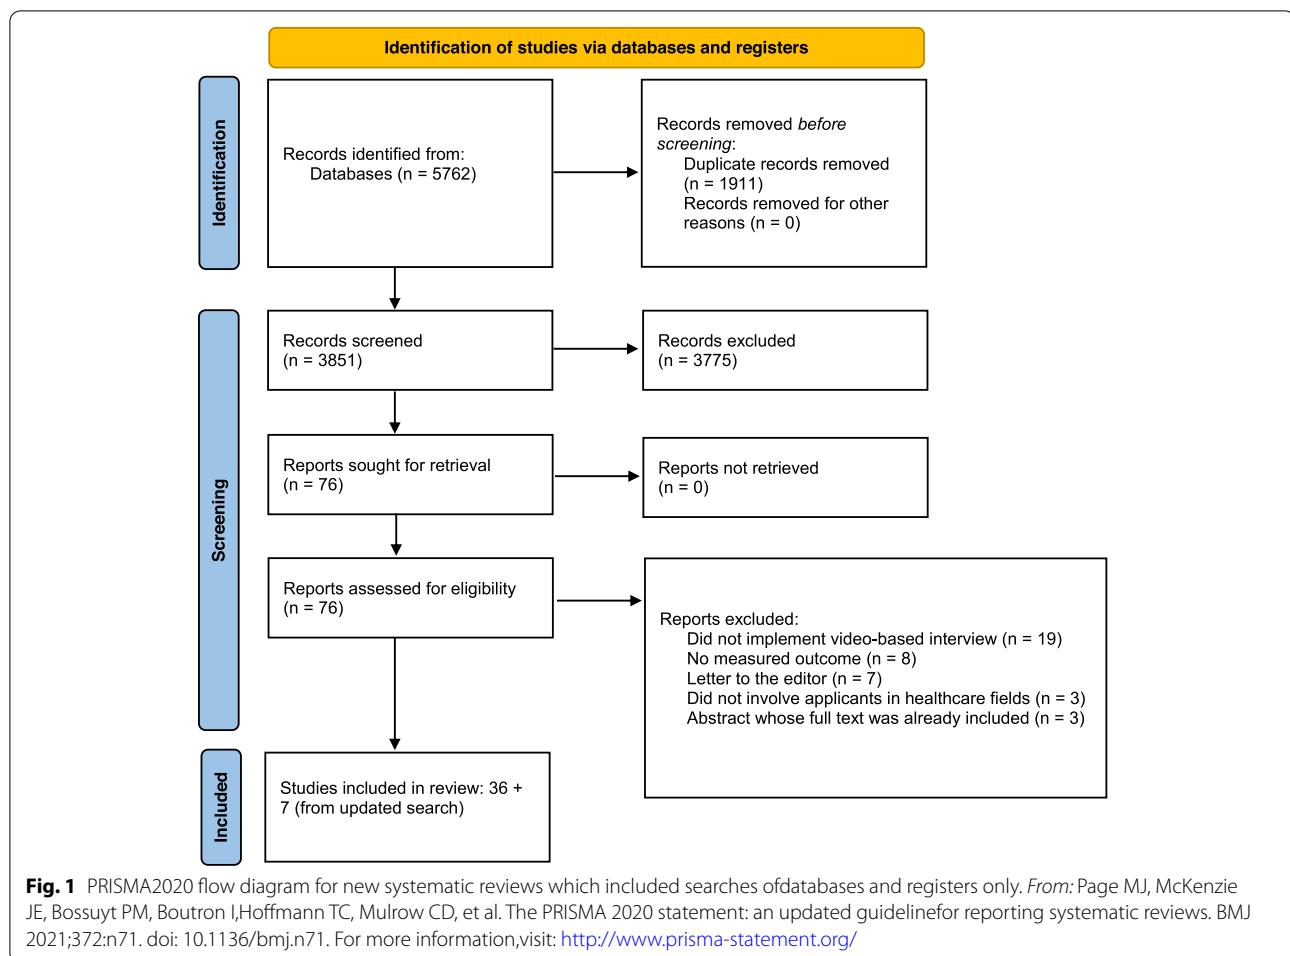 Identification of studies via databases and registers
Identification
Records identified from:
Databases (n = 5762)
Records removed before
screening:
Duplicate records removed
(n = 1911)
Records removed for other
reasons (n = 0)
Screening
Records screened
(n = 3851)
Records excluded
(n = 3775)
Reports sought for retrieval
(n = 76)
Reports not retrieved
(n = 0)
Reports assessed for eligibility
(n = 76)
Reports excluded:
Did not implement video-based interview (n = 19)
No measured outcome (n = 8)
Letter to the editor (n = 7)
Did not involve applicants in healthcare fields (n = 3)
Abstract whose full text was already included (n = 3)
Included
Studies included in review: 36 +
7 (from updated search)
Fig. 1 PRISMA2020 flow diagram for new systematic reviews which included searches ofdatabases and registers only. From: Page MJ, McKenzie
JE, Bossuyt PM, Boutron I,Hoffmann TC, Mulrow CD, et al. The PRISMA 2020 statement: an updated guidelinefor reporting systematic reviews. BMJ
2021;372:n71. doi: 10.1136/bmj.n71. For more information,visit: http://www.prisma-statement.org/